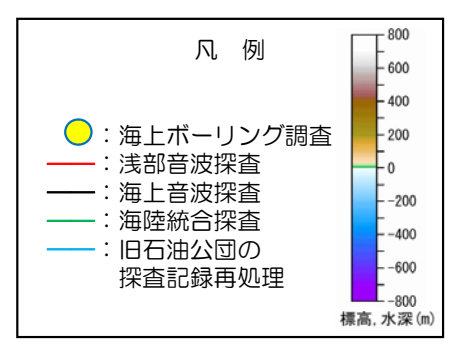 凡 例
：海上ボーリング調査
：浅部音波探査
：海上音波探査
：海陸統合探査
：旧石油公団の
探査記録再処理
800
600
400
200
0
-200
-400
-600
-800
標高, 水深(m)